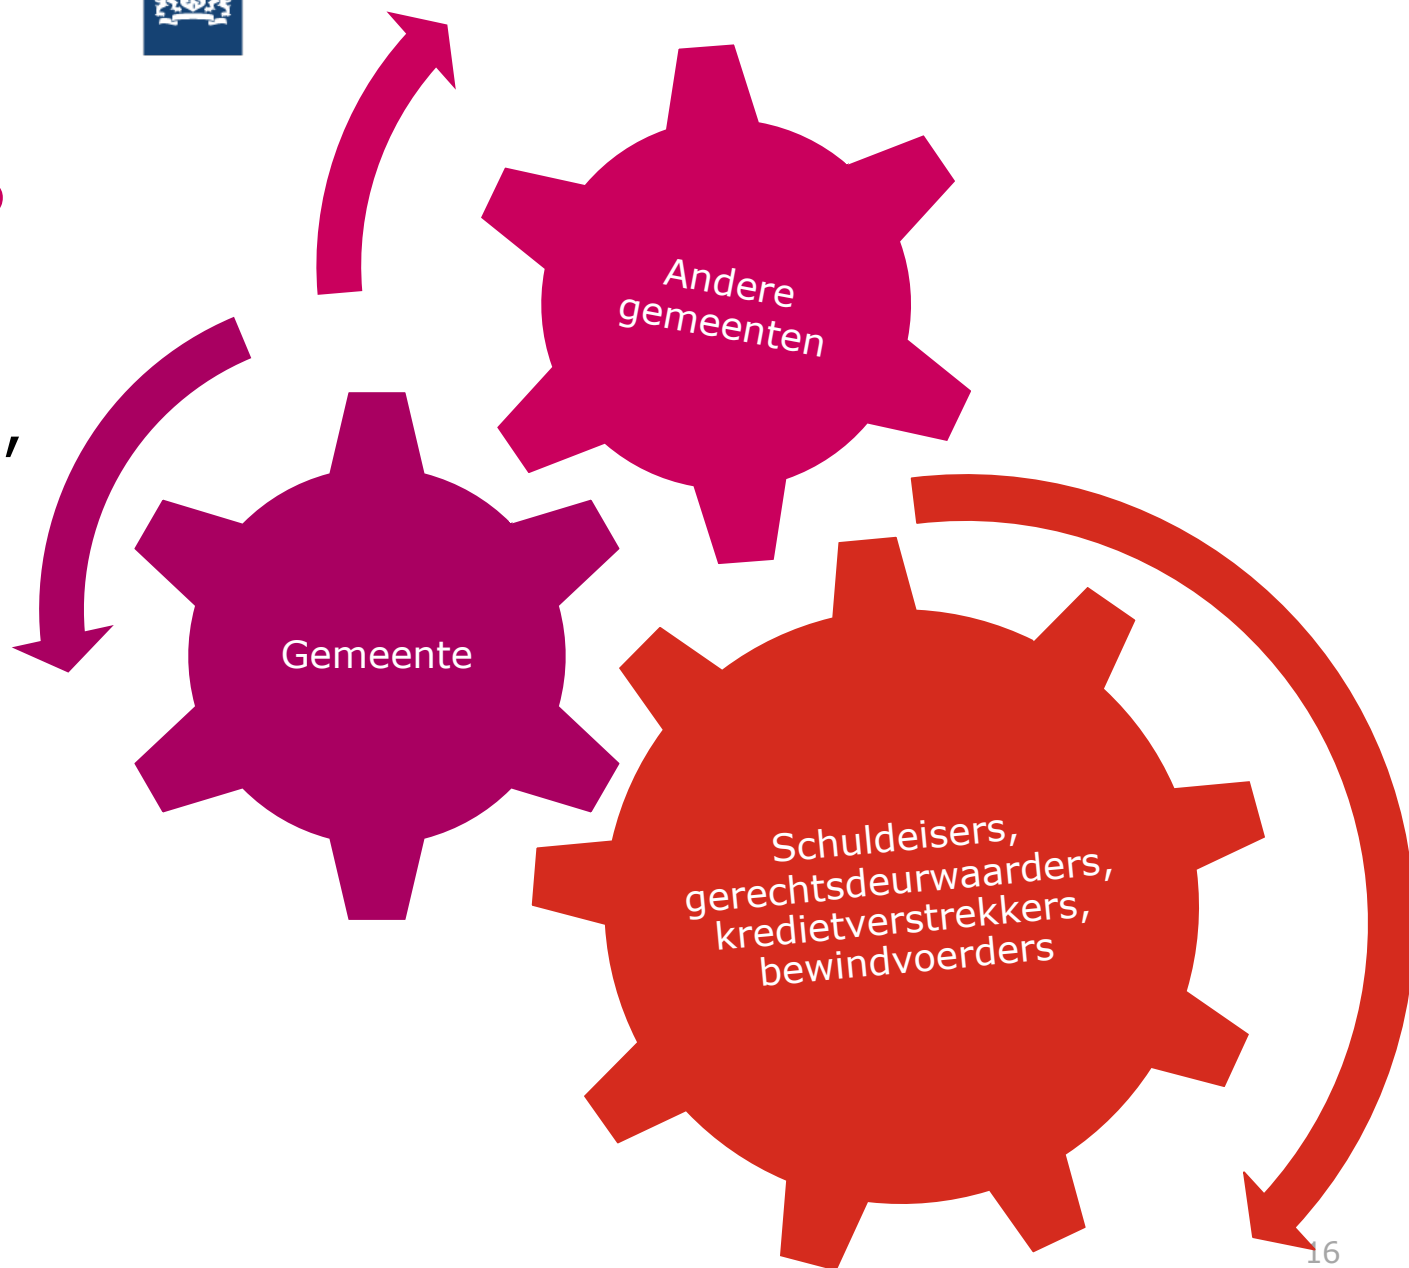 Andere
gemeenten
,
Gemeente
Schuldeisers,
gerechtsdeurwaarders,
kredietverstrekkers,
bewindvoerders
16